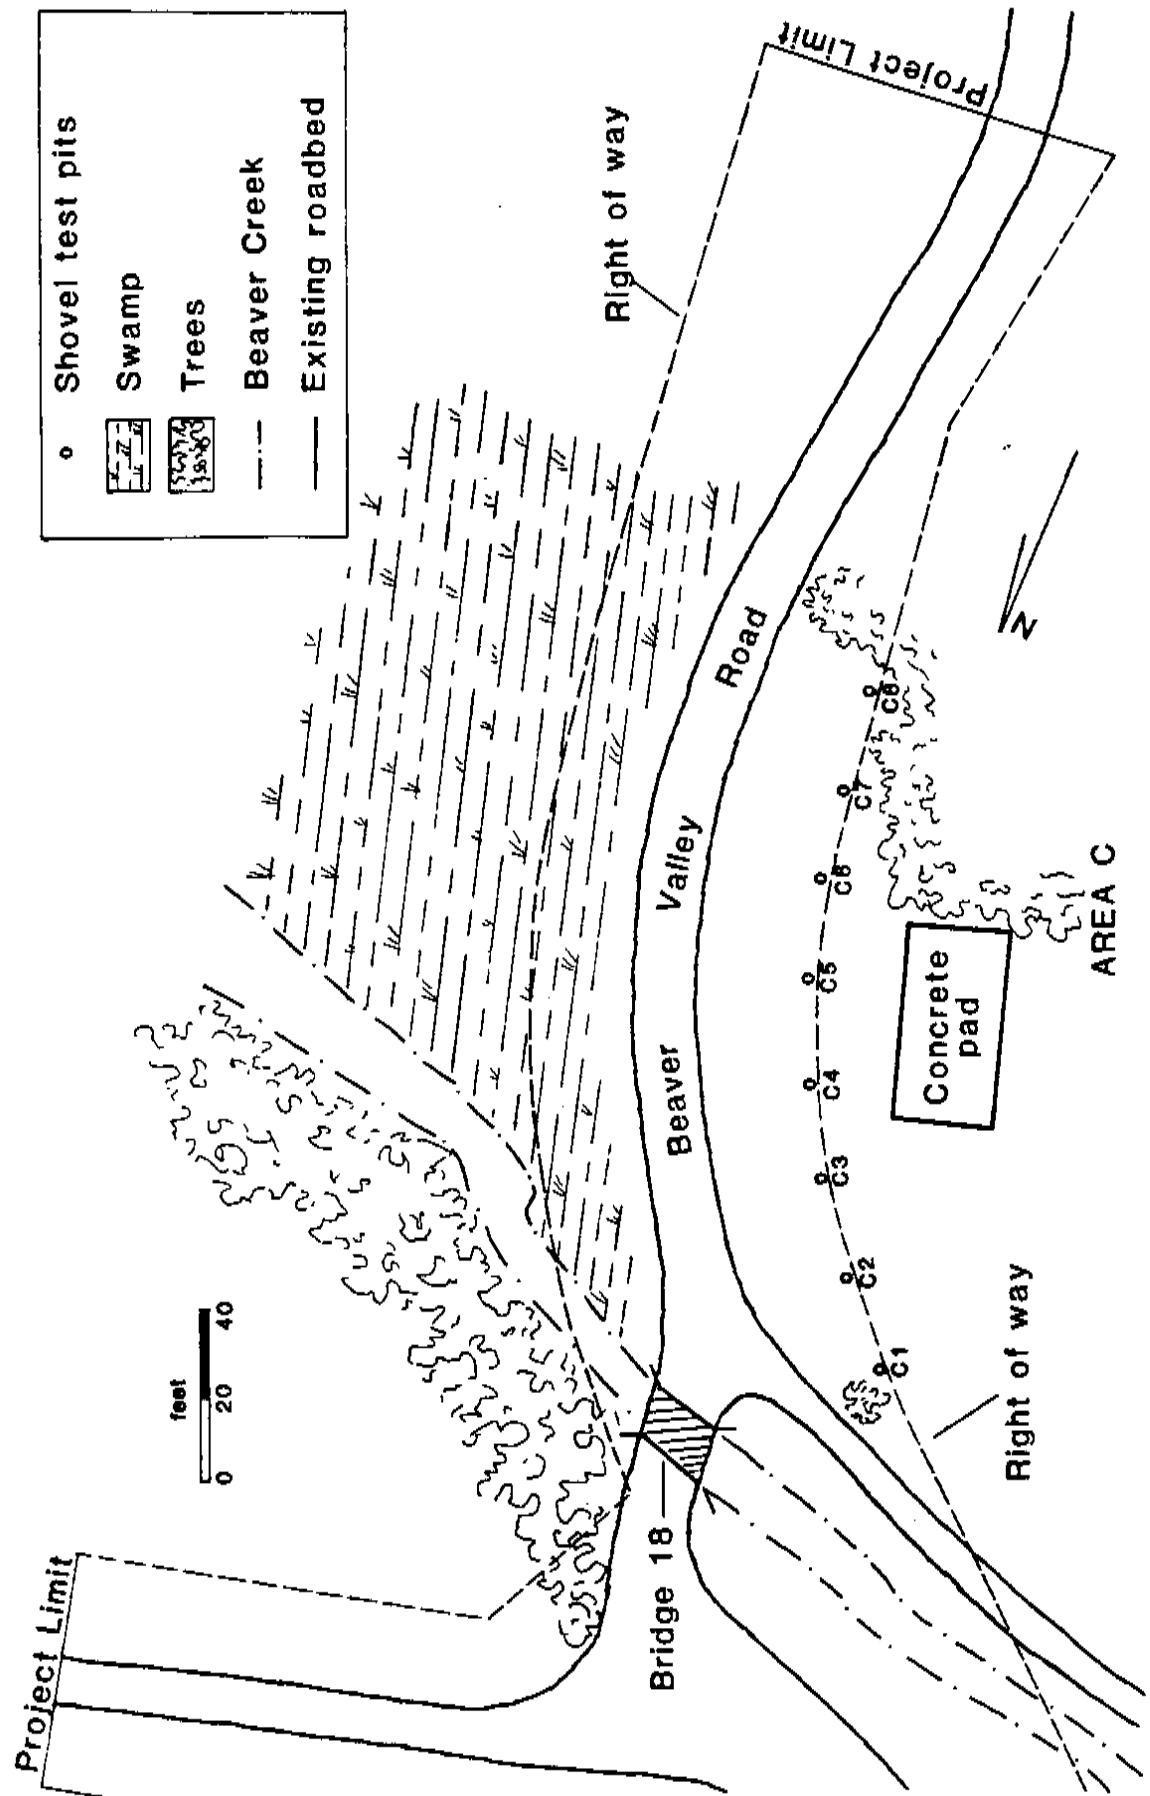 Project Limit
feet
0 20 40
Shovel test pits
Swamp
Trees
Beaver Creek
Existing roadbed
Right of way
Project Limit
Bridge 18
Beaver Valley Road
C1
C2
C3
C4
C5
C6
C7
C8
Concrete
pad
N
Right of way
AREA C